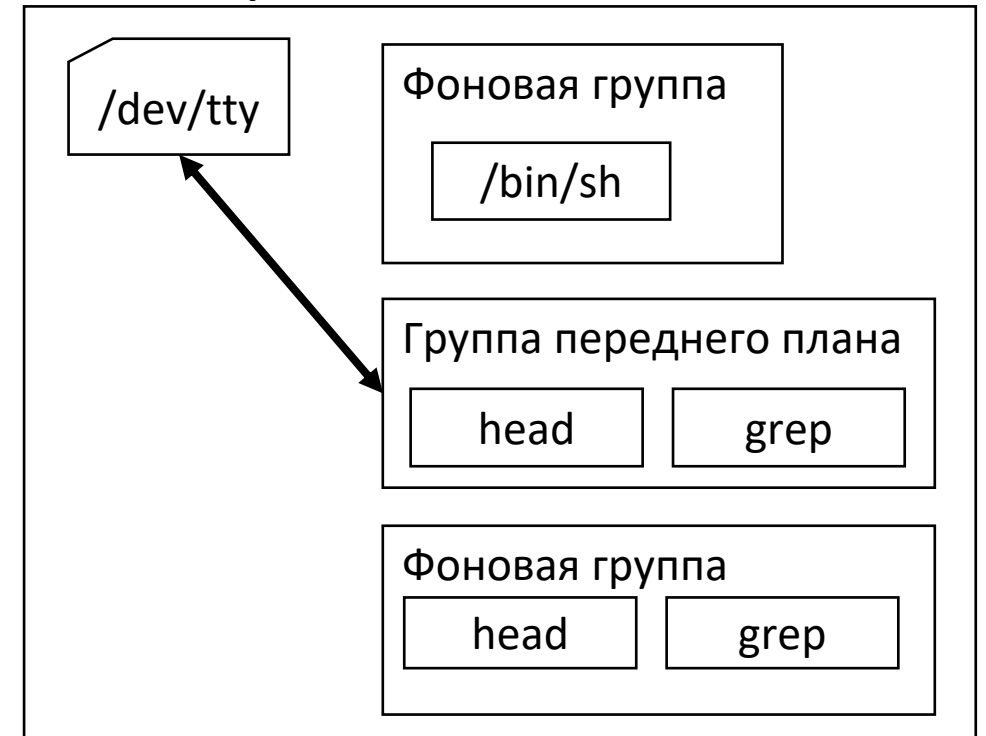 /dev/tty
Фоновая группа
/bin/sh
Группа переднего плана
head grep
Фоновая группа
head grep